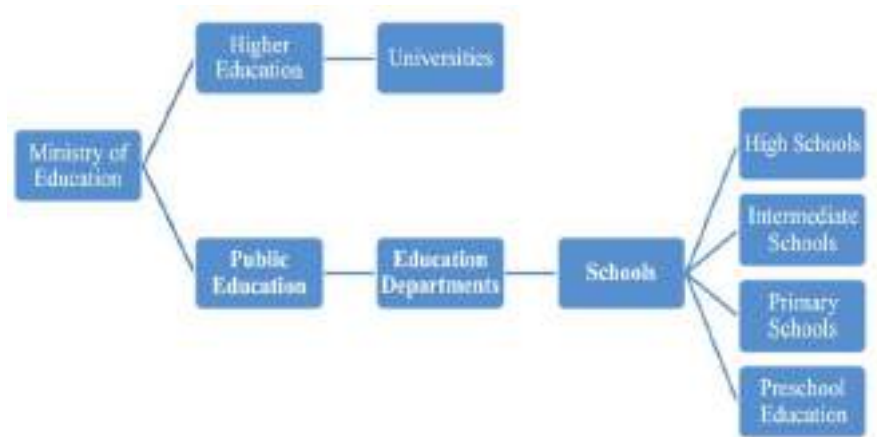 Higher
Education
Universities
Ministry of
Education
Public
Education
Education
Departments
Schools
High Schools
Intermediate
Schools
Primary
Schools
Preschool
Education